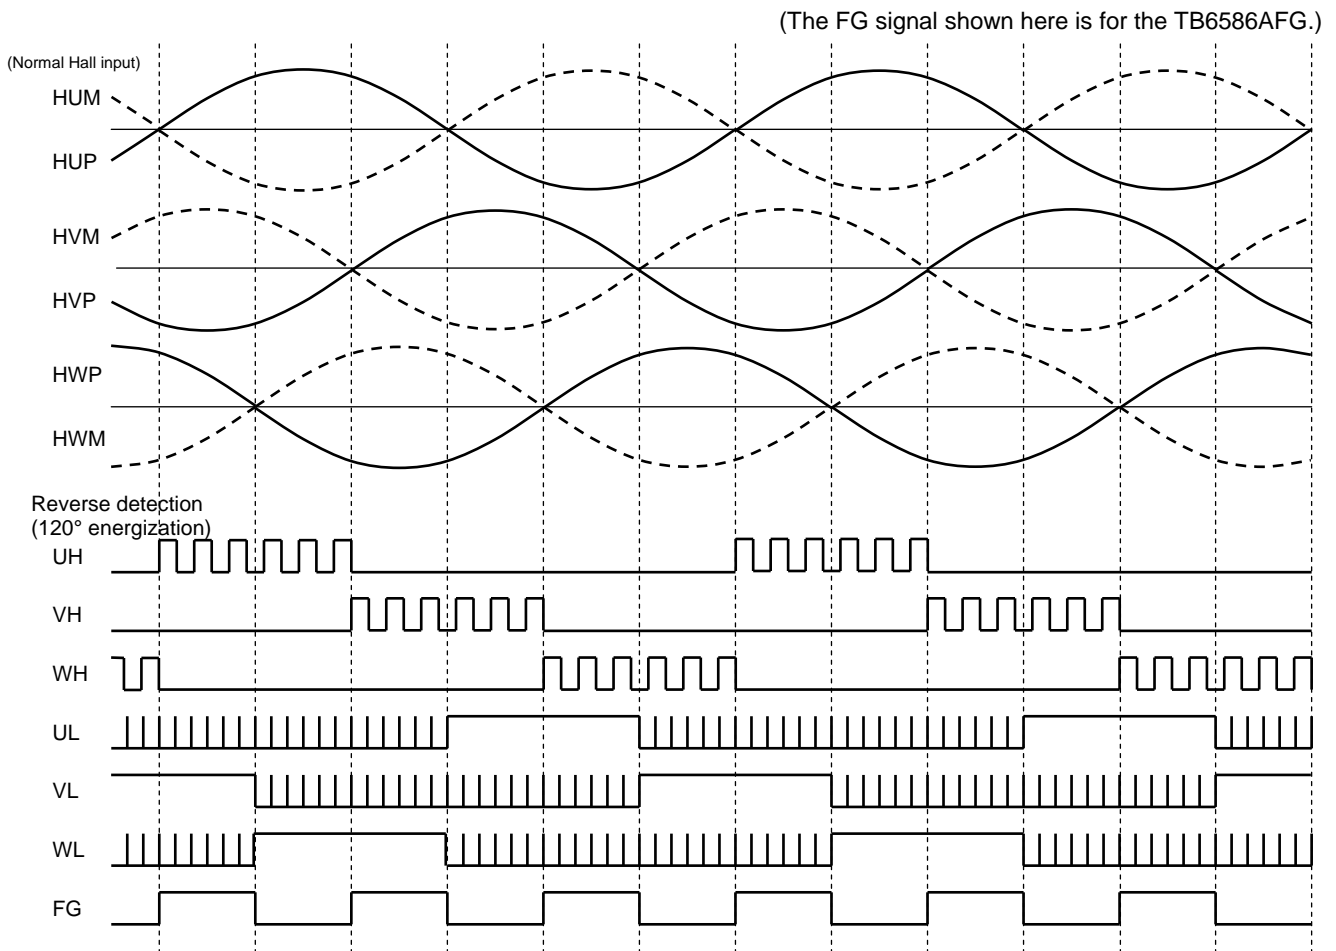 (The FG signal shown here is for the TB6586AFG.)
(Normal Hall input)
HUM
HUP
HVM
HVP
HWP
HWM
Reverse detection
(120° energization)
UH
VH
WH
UL
VL
WL
FG